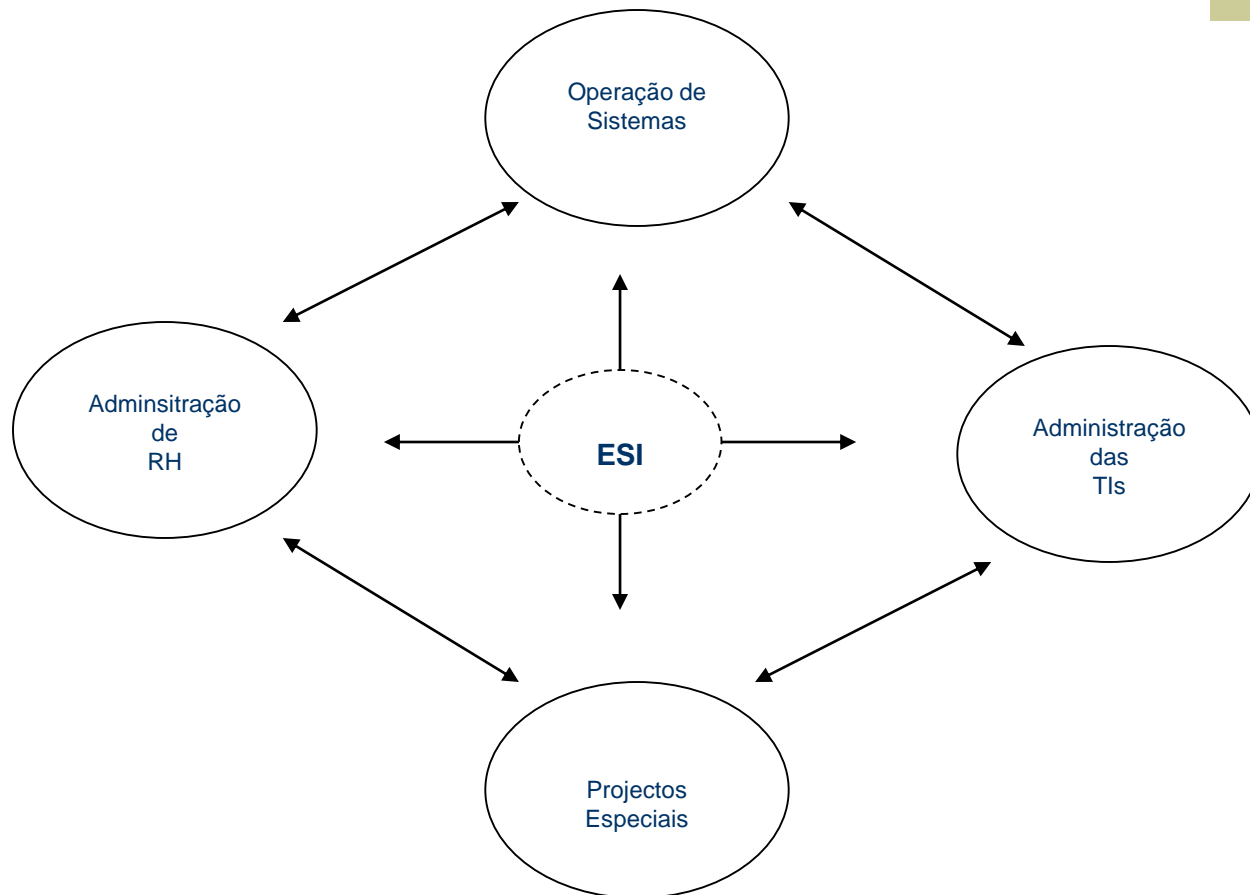 Operação de
Sistemas
Adminsitração
de
RH
ESI
Administração
das
TIs
Projectos
Especiais